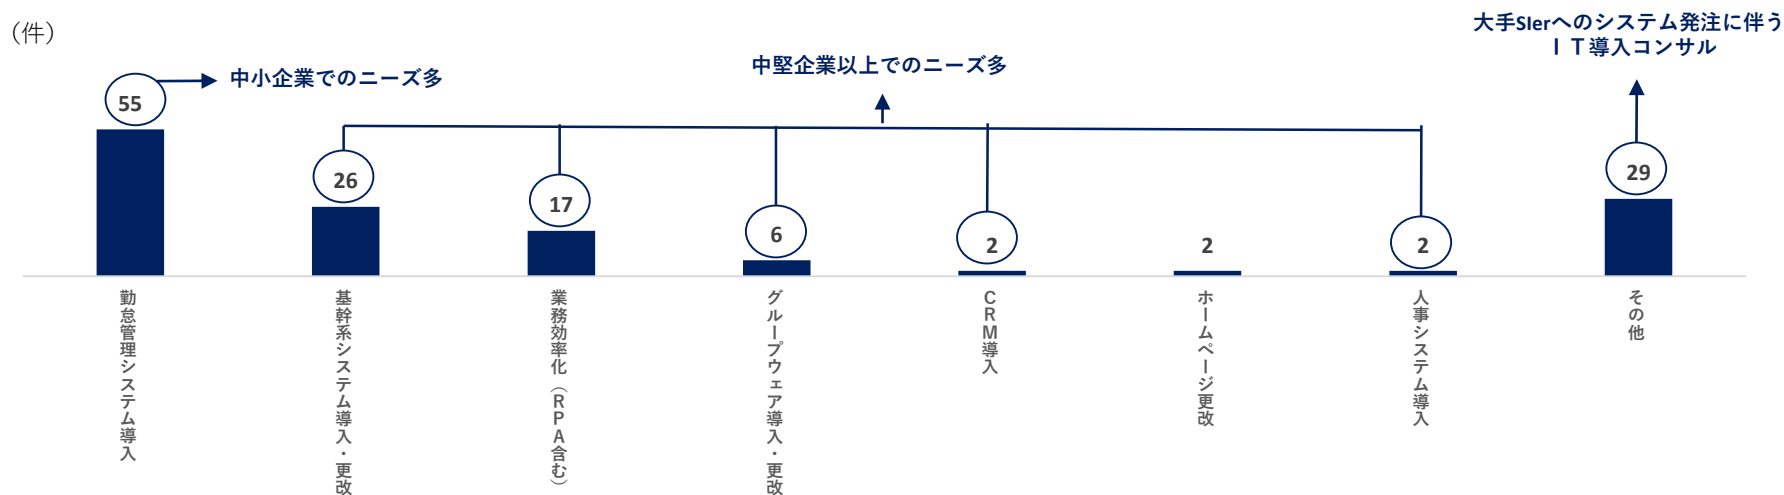 （件）
大手SIerへのシステム発注に伴う
ＩＴ導入コンサル
中小企業でのニーズ多
中堅企業以上でのニーズ多
55
26
17
6
2
2
2
29
勤怠管理システム導入
基幹系システム導入・更改
業務効率化（ＲＰＡ含む）
グループウェア導入・更改
ＣＲＭ導入
ホームページ更改
人事システム導入
その他